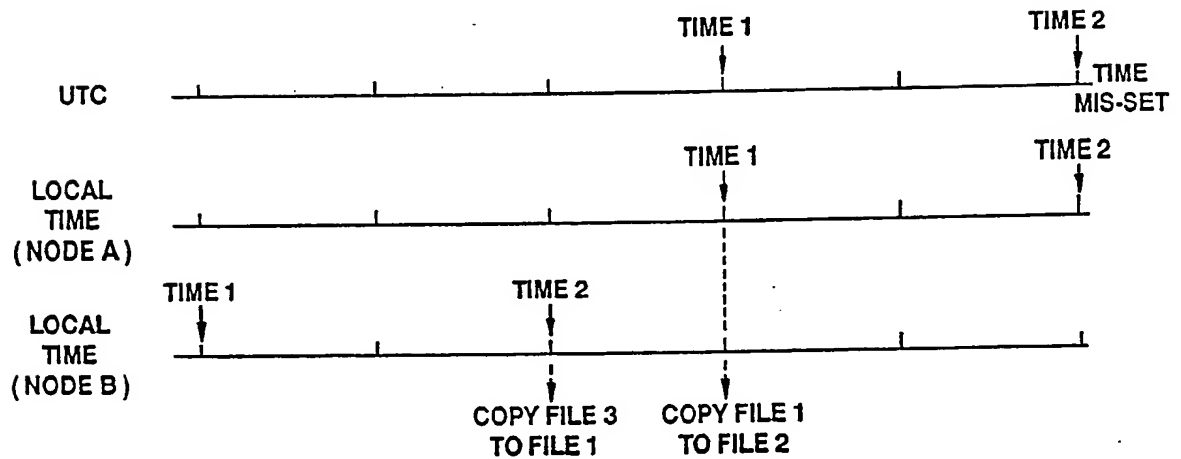 TIME 1
TIME 2
UTC
TIME
MIS-SET
TIME 1
TIME 2
LOCAL
TIME
(NODE A)
TIME 1
TIME 2
LOCAL
TIME
(NODE B)
COPY FILE 3
TO FILE 1
COPY FILE 1
TO FILE 2